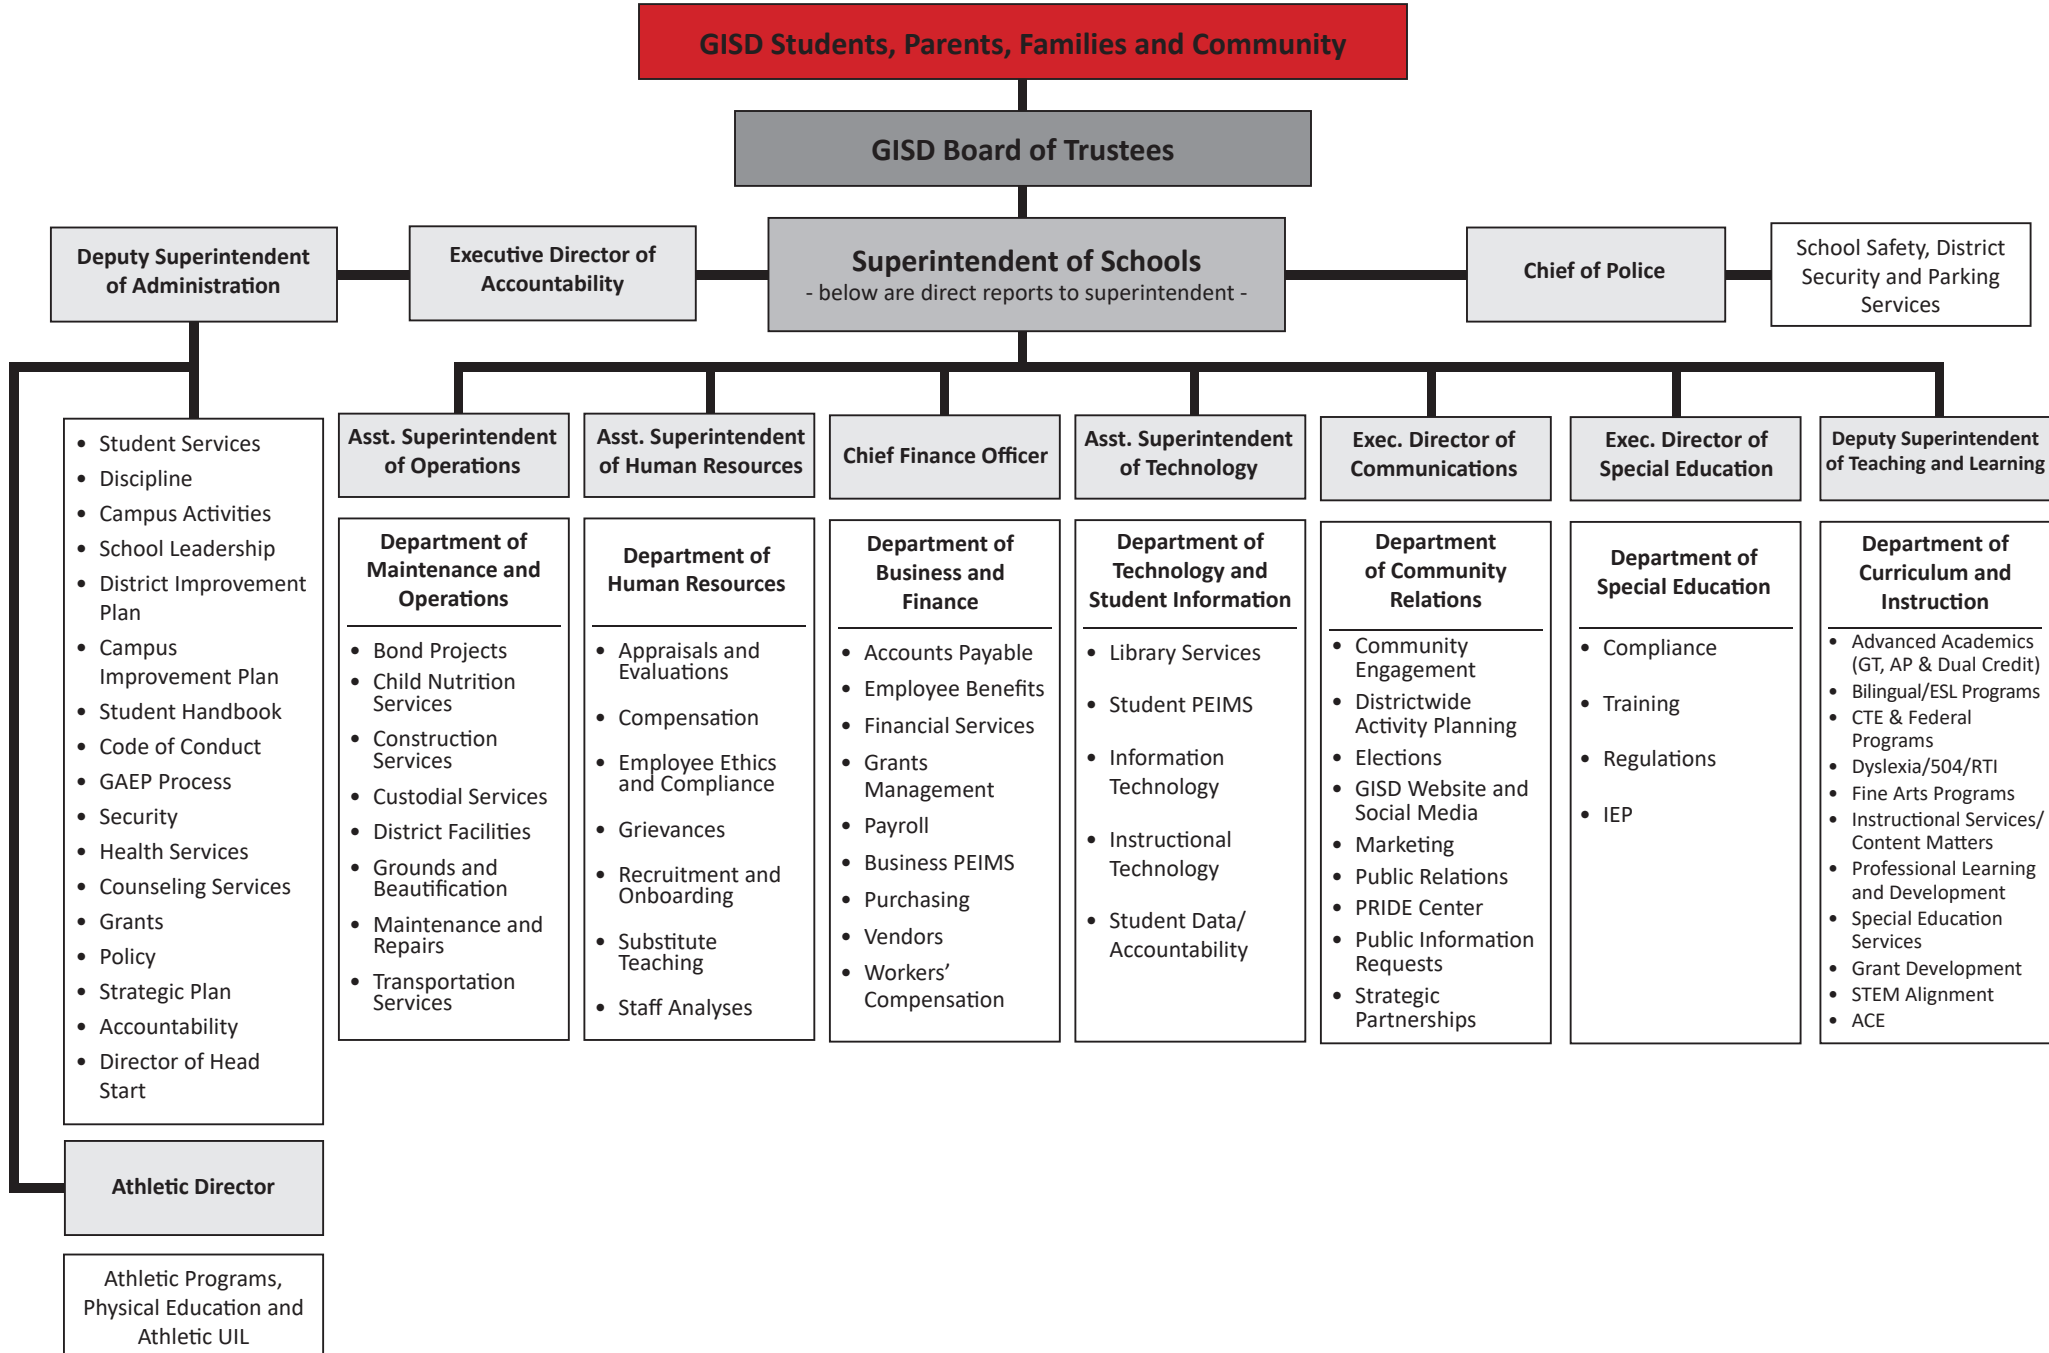 GISD Students, Parents, Families and Community
GISD Board of Trustees
Deputy Superintendent
of Administration
Executive Director of
Accountability
Superintendent of Schools
- below are direct reports to superintendent -
Chief of Police
School Safety, District
Security and Parking
Services
• Student Services
• Discipline
• Campus Activities
• School Leadership
• District Improvement
Plan
• Campus
Improvement Plan
• Student Handbook
• Code of Conduct
• GAEP Process
• Security
• Health Services
• Counseling Services
• Grants
• Policy
• Strategic Plan
• Accountability
• Director of Head
Start
Athletic Director
Athletic Programs,
Physical Education and
Athletic UIL
Asst. Superintendent
of Operations
Department of
Maintenance and
Operations
• Bond Projects
• Child Nutrition
Services
• Construction
Services
• Custodial Services
• District Facilities
• Grounds and
Beautification
• Maintenance and
Repairs
• Transportation
Services
Asst. Superintendent
of Human Resources
Department of
Human Resources
• Appraisals and
Evaluations
• Compensation
• Employee Ethics
and Compliance
• Grievances
• Recruitment and
Onboarding
• Substitute
Teaching
• Staff Analyses
Chief Finance Officer
Department of
Business and
Finance
• Accounts Payable
• Employee Benefits
• Financial Services
• Grants
Management
• Payroll
• Business PEIMS
• Purchasing
• Vendors
• Workers’
Compensation
Asst. Superintendent
of Technology
Department of
Technology and
Student Information
• Library Services
• Student PEIMS
• Information
Technology
• Instructional
Technology
• Student Data/
Accountability
Exec. Director of
Communications
Department
of Community
Relations
• Community
Engagement
• Districtwide
Activity Planning
• Elections
• GISD Website and
Social Media
• Marketing
• Public Relations
• PRIDE Center
• Public Information
Requests
• Strategic
Partnerships
Exec. Director of
Special Education
Department of
Special Education
• Compliance
• Training
• Regulations
• IEP
Deputy Superintendent
of Teaching and Learning
Department of
Curriculum and
Instruction
• Advanced Academics
(GT, AP & Dual Credit)
• Bilingual/ESL Programs
• CTE & Federal
Programs
• Dyslexia/504/RTI
• Fine Arts Programs
• Instructional Services/
Content Matters
• Professional Learning
and Development
• Special Education
Services
• Grant Development
• STEM Alignment
• ACE